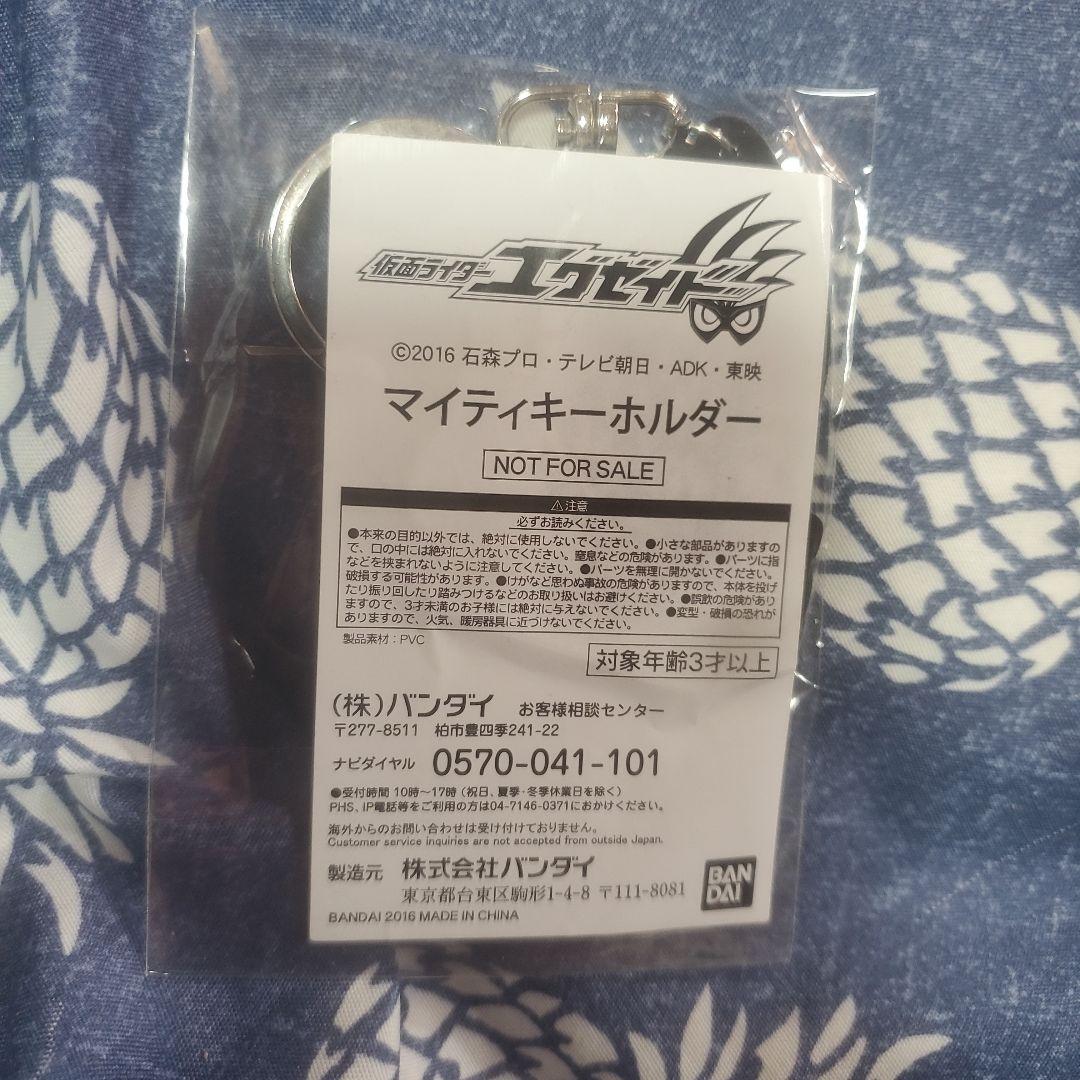 仮面ライダー エグゼイド
©2016 石森プロ・テレビ朝日・ADK・東映
マイティキーホルダー
NOT FOR SALE
⚠注意
必ずお読みください。
●本来の目的以外では、絶対に使用しないでください。●小さな部品がありますの
で、口の中には絶対に入れないでください。窒息などの危険があります。●パーツに指
などを挟まれないように注意してください。●パーツを無理に開かないでください。
破損する可能性があります。●けがなど思わぬ事故の危険がありますので、本体を投げ
たり振り回したり踏みつけるなどのお取り扱いはお避けください。●誤飲の危険があり
ますので、3才未満のお子様には絶対に与えないでください。●変型・破損の恐れが
ありますので、火気、暖房器具に近づけないでください。
製品素材：PVC
対象年齢3才以上
(株)バンダイ お客様相談センター
〒277-8511 柏市豊四季241-22
ナビダイヤル 0570-041-101
●受付時間 10時〜17時 (祝日、夏季・冬季休業日を除く)
PHS、IP電話等をご利用の方は04-7146-0371におかけください。
海外からのお問い合わせは受け付けておりません。
Customer service inquiries are not accepted from outside Japan.
製造元 株式会社バンダイ
東京都台東区駒形1-4-8 〒111-8081
BANDAI 2016 MADE IN CHINA
BAN
DAI